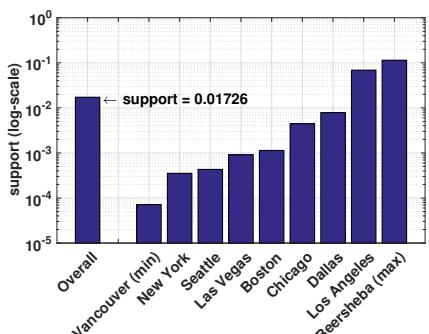 10^0
10^-1
10^-2
10^-3
10^-4
10^-5
support (log-scale)
← support = 0.01726
Overall
Vancouver (min)
New York
Seattle
Las Vegas
Boston
Chicago
Dallas
Los Angeles
Beersheba (max)